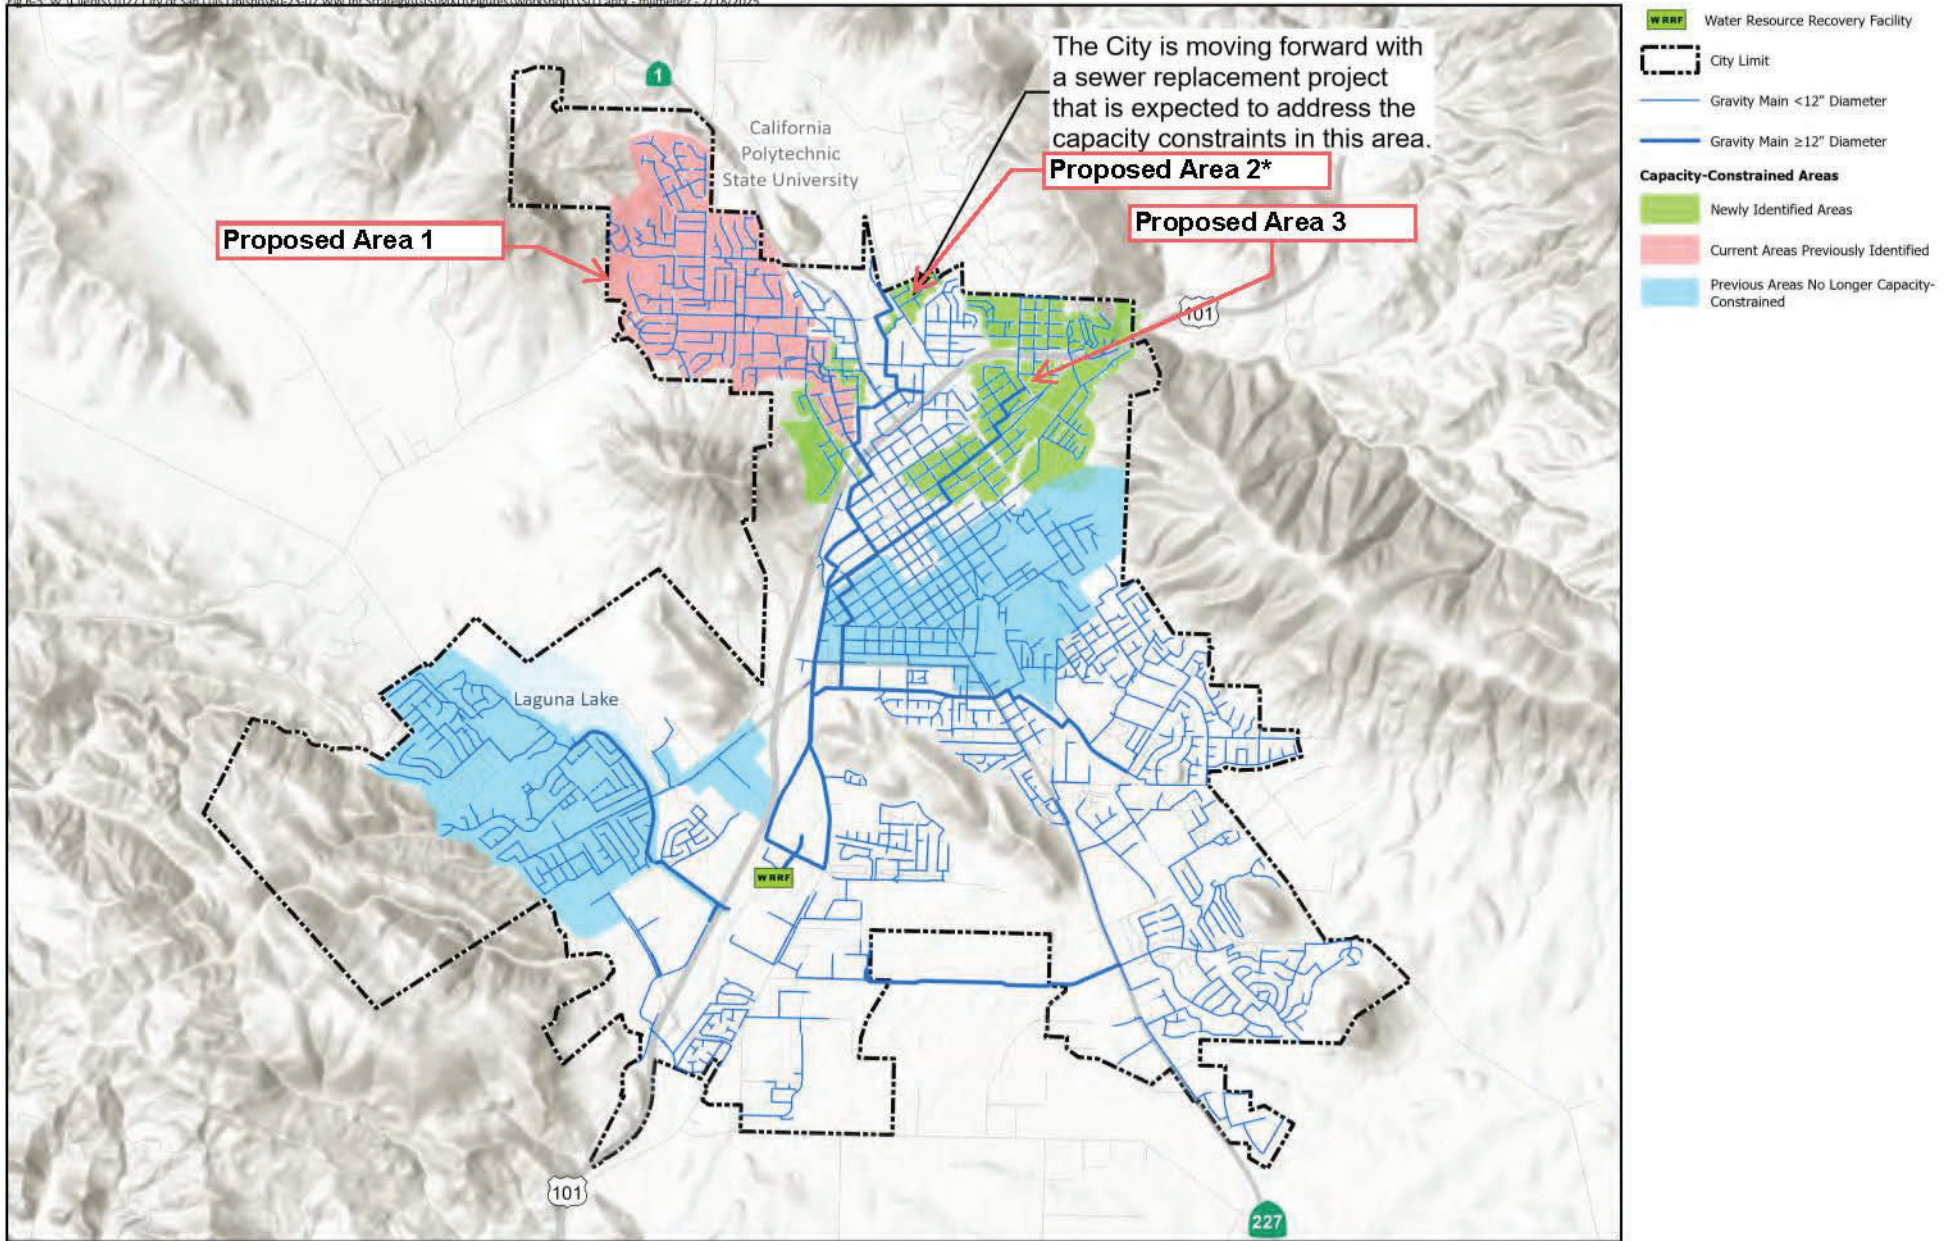 The City is moving forward with
a sewer replacement project
that is expected to address the
capacity constraints in this area.
Proposed Area 2*
Proposed Area 3
Proposed Area 1
1
California
Polytechnic
State University
101
Laguna Lake
WRRF
101
227
WRRF Water Resource Recovery Facility
City Limit
Gravity Main <12" Diameter
Gravity Main ≥12" Diameter
Capacity-Constrained Areas
Newly Identified Areas
Current Areas Previously Identified
Previous Areas No Longer Capacity-
Constrained